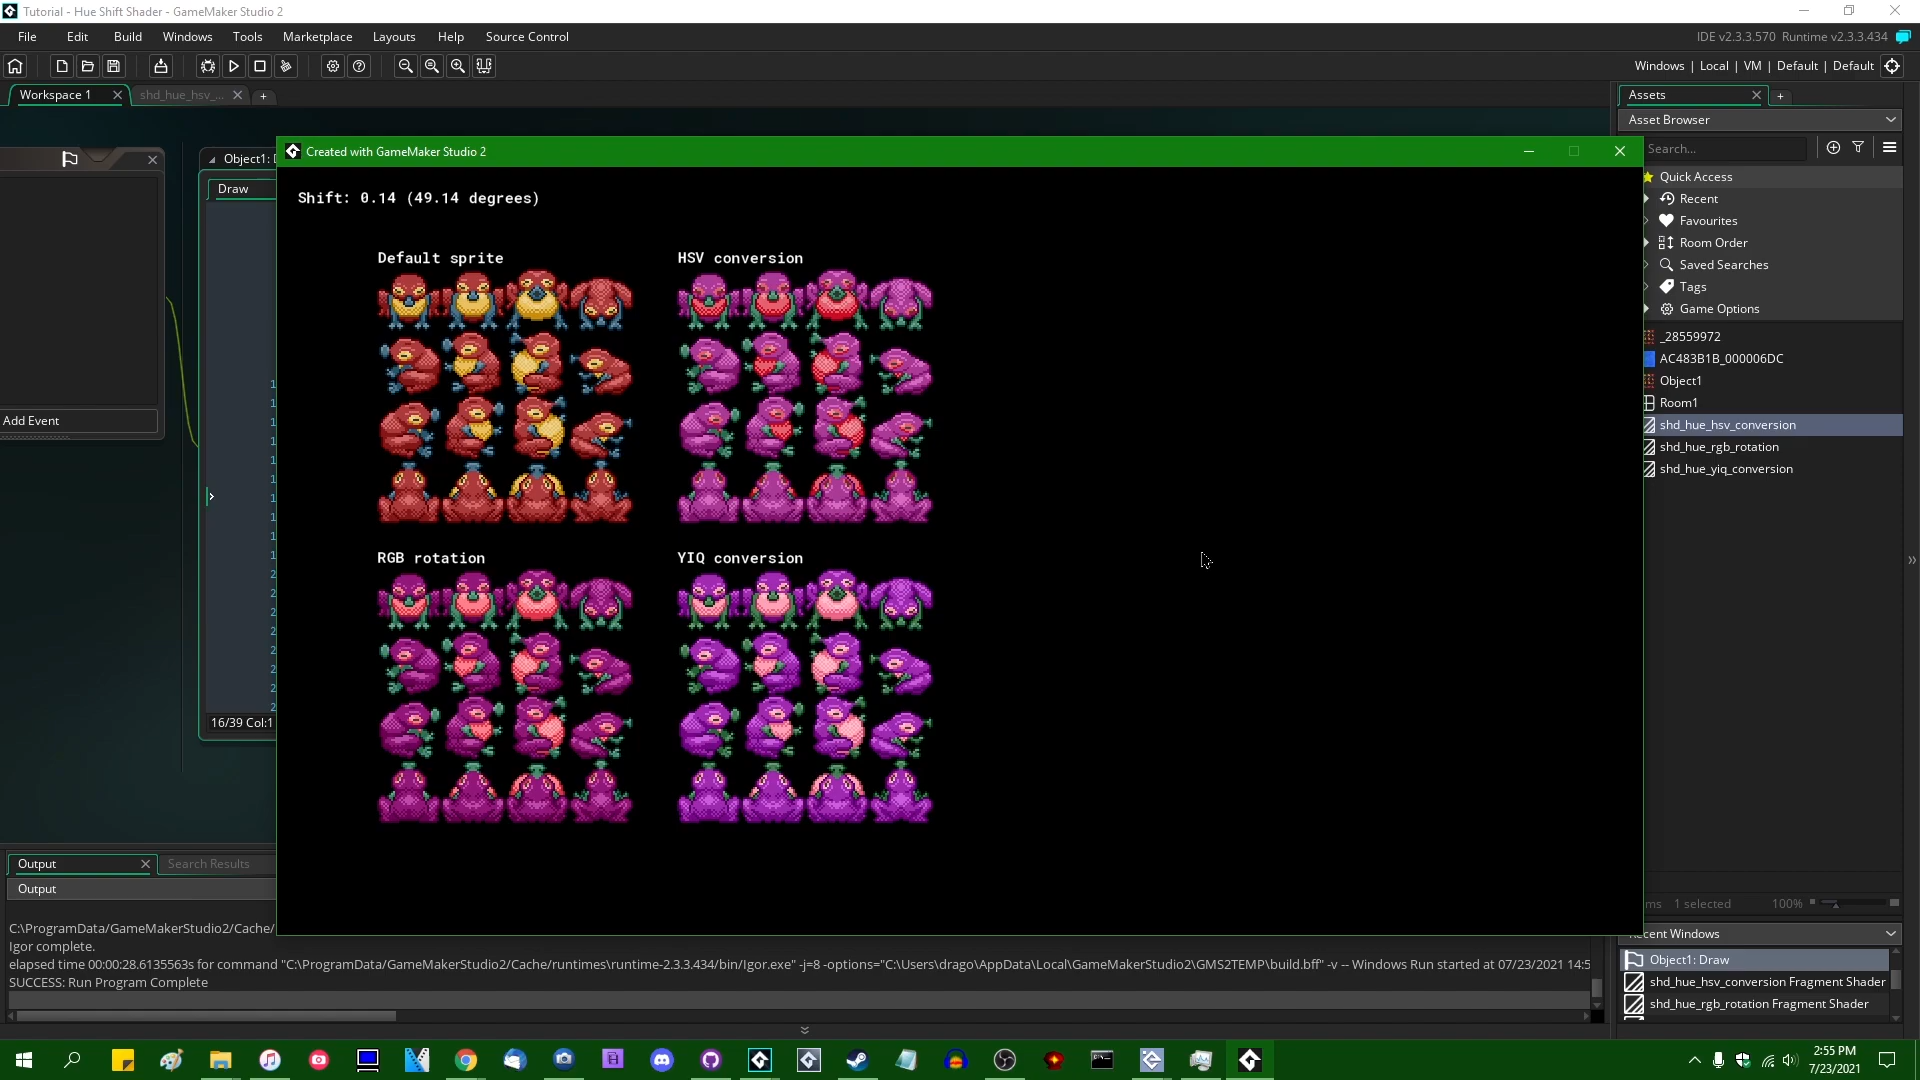 Tutorial - Hue Shift Shader - GameMaker Studio 2
File Edit Build Windows Tools Marketplace Layouts Help Source Control
IDE v2.3.3.570 Runtime v2.3.3.434
Windows | Local | VM | Default | Default
Workspace 1
shd_hue_hsv_...
Assets
Asset Browser
Search...
Quick Access
Recent
Favourites
Room Order
Saved Searches
Tags
Game Options
_28559972
AC483B1B_000006DC
Object1
Room1
shd_hue_hsv_conversion
shd_hue_rgb_rotation
shd_hue_yiq_conversion
1 selected
100%
Recent Windows
Object1: Draw
shd_hue_hsv_conversion Fragment Shader
shd_hue_rgb_rotation Fragment Shader
Add Event
Object1:
Draw
16/39 Col:1
Created with GameMaker Studio 2
Shift: 0.14 (49.14 degrees)
Default sprite
HSV conversion
RGB rotation
YIQ conversion
Output
Search Results
Output
C:\ProgramData/GameMakerStudio2/Cache/
Igor complete.
elapsed time 00:00:28.6135563s for command "C:\ProgramData/GameMakerStudio2/Cache/runtimes\runtime-2.3.3.434/bin/Igor.exe" -j=8 -options="C:\Users\drago\AppData\Local\GameMakerStudio2\GMS2TEMP\build.bff" -v -- Windows Run started at 07/23/2021 14:5
SUCCESS: Run Program Complete
2:55 PM
7/23/2021